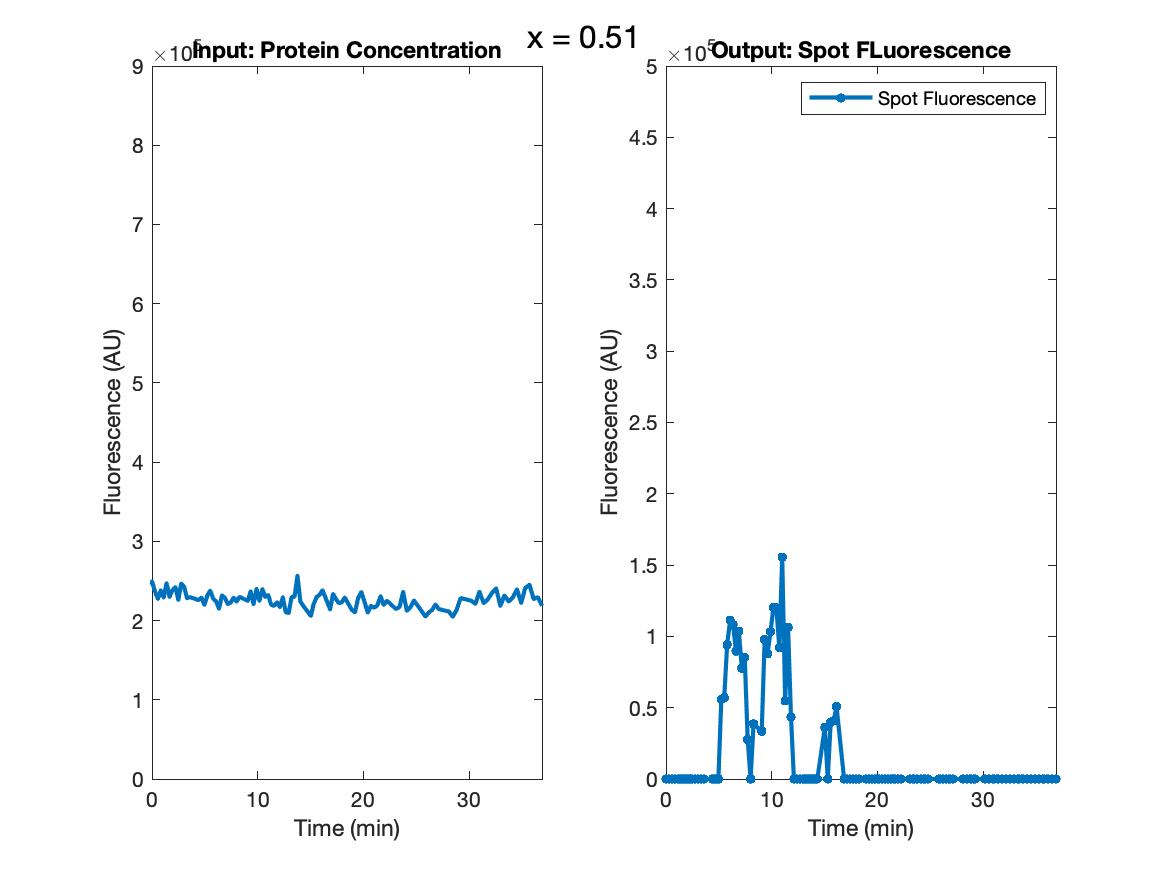 x = 0.51
×10⁵
Input: Protein Concentration
9
8
7
6
5
4
3
2
1
0
0 10 20 30
Fluorescence (AU)
Time (min)
×10⁵
Output: Spot FLuorescence
Spot Fluorescence
5
4.5
4
3.5
3
2.5
2
1.5
1
0.5
0
0 10 20 30
Fluorescence (AU)
Time (min)